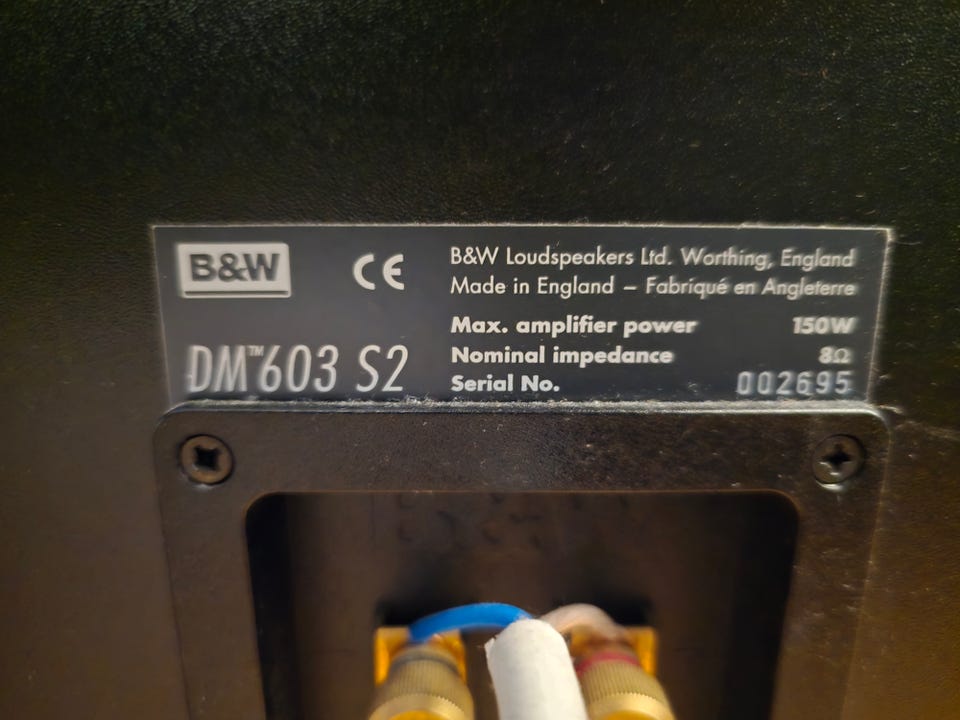 B&W CE
B&W Loudspeakers Ltd. Worthing, England
Made in England – Fabriqué en Angleterre
DM™603 S2
Max. amplifier power 150W
Nominal impedance 8Ω
Serial No. 002695